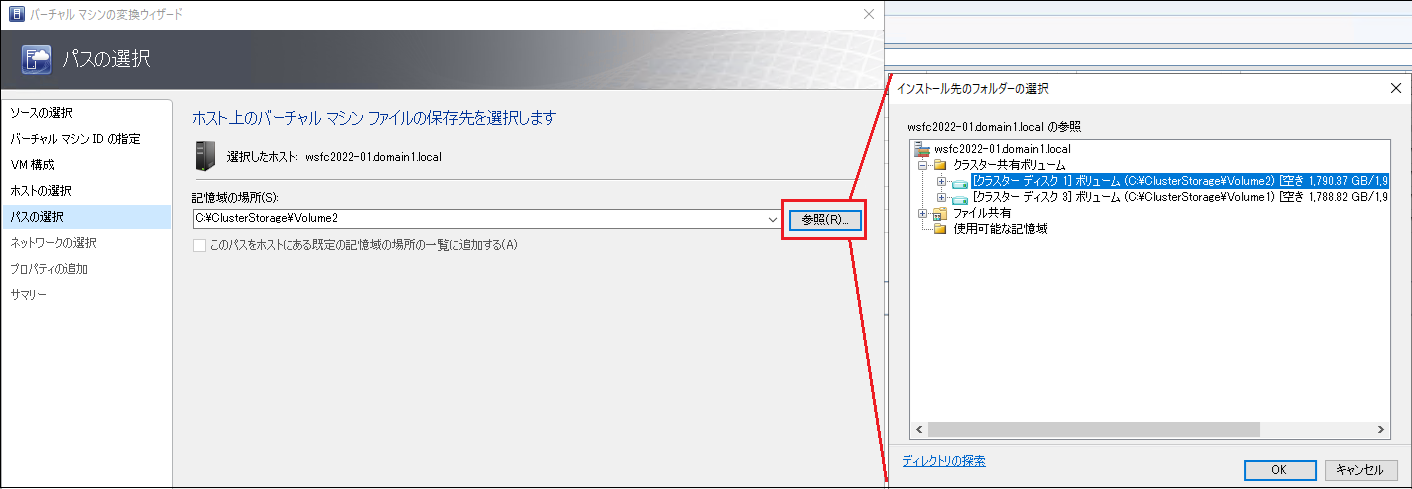 バーチャル マシンの変換ウィザード
パスの選択
ソースの選択
バーチャル マシン ID の指定
VM 構成
ホストの選択
パスの選択
ネットワークの選択
プロパティの追加
サマリー
ホスト上のバーチャル マシン ファイルの保存先を選択します
選択したホスト: wsfc2022-01.domain1.local
記憶域の場所(S):
C:¥ClusterStorage¥Volume2
参照(R)...
このパスをホストにある既定の記憶域の場所の一覧に追加する(A)
インストール先のフォルダーの選択
wsfc2022-01.domain1.local の参照
wsfc2022-01.domain1.local
クラスター共有ボリューム
[クラスター ディスク 1] ボリューム (C:¥ClusterStorage¥Volume2) [空き 1,790.37 GB/1,9
[クラスター ディスク 3] ボリューム (C:¥ClusterStorage¥Volume1) [空き 1,788.82 GB/1,9
ファイル共有
使用可能な記憶域
ディレクトリの探索
OK
キャンセル